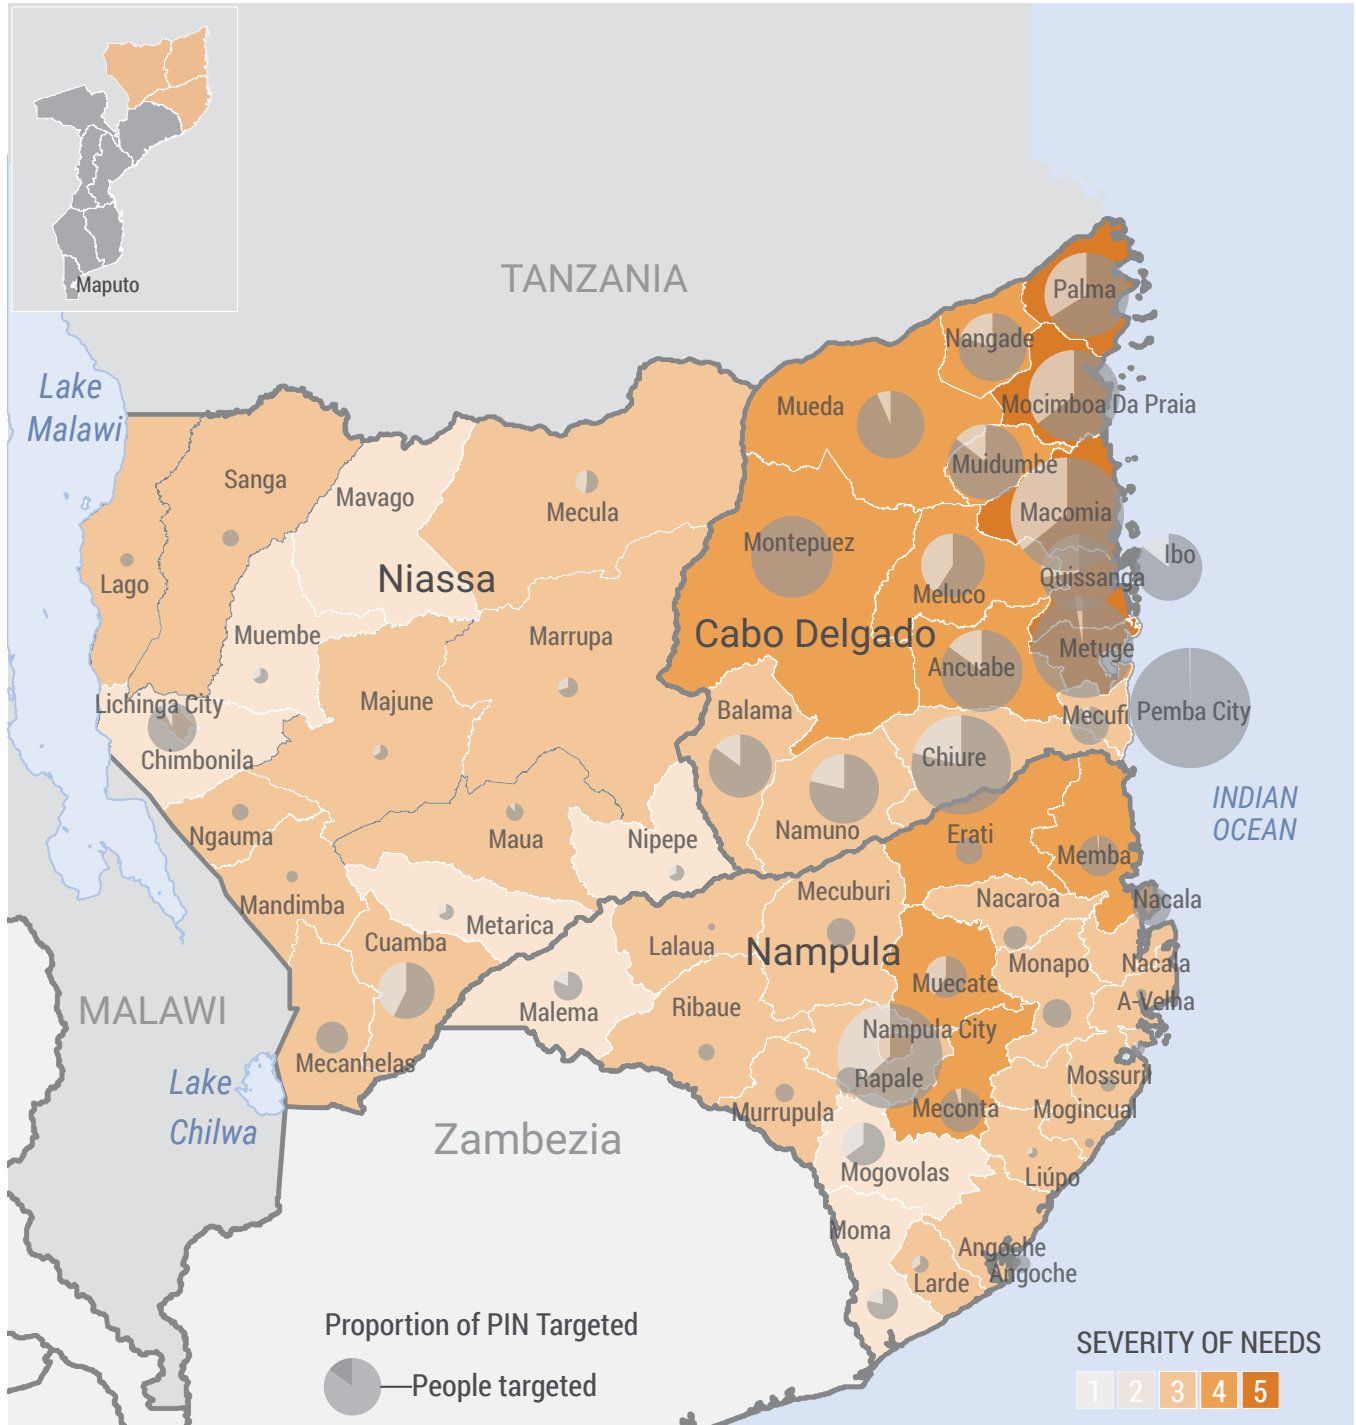 Maputo
TANZANIA
Palma
Nangade
Lake
Malawi
Mueda
Mocimboa Da Praia
Muidumbe
Sanga
Mavago
Mecula
Macomia
Montepuez
Ibo
Lago
Niassa
Quissanga
Meluco
Muembe
Marrupa
Cabo Delgado
Metuge
Ancuabe
Lichinga City
Majune
Balama
Mecufi
Pemba City
Chimbonila
Chiure
INDIAN
OCEAN
Ngauma
Maua
Nipepe
Namuno
Erati
Memba
Mandimba
Mecuburi
Nacaroa
Nacala
Metarica
Cuamba
Lalaua
Nampula
Monapo
Nacala
A-Velha
MALAWI
Malema
Ribaue
Muecate
Nampula City
Mecanhelas
Rapale
Mossuril
Lake
Chilwa
Murrupula
Meconta
Mogincual
Zambezia
Mogovolas
Liúpo
Moma
Angoche
Angoche
Larde
Proportion of PIN Targeted
People targeted
SEVERITY OF NEEDS
1 2 3 4 5